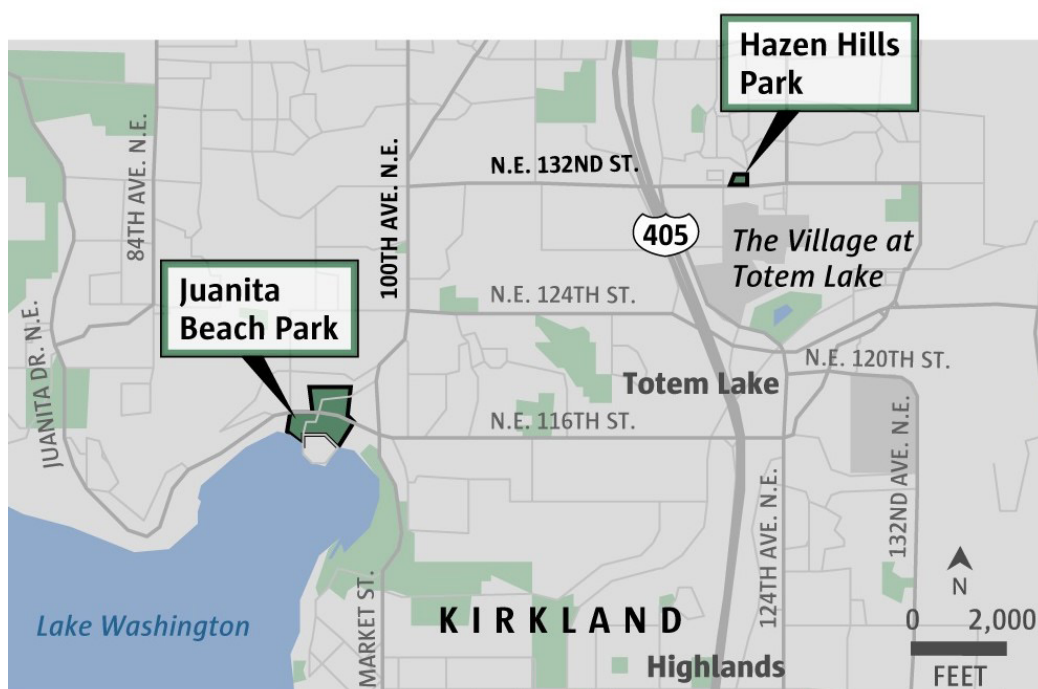 Hazen Hills
Park
84TH AVE. N.E.
100TH AVE. N.E.
N.E. 132ND ST.
405
The Village at
Totem Lake
Juanita
Beach Park
N.E. 124TH ST.
JUANITA DR. N.E.
N.E. 120TH ST.
Totem Lake
N.E. 116TH ST.
132ND AVE. N.E.
124TH AVE. N.E.
N
MARKET ST.
Lake Washington
KIRKLAND
0 2,000
FEET
Highlands